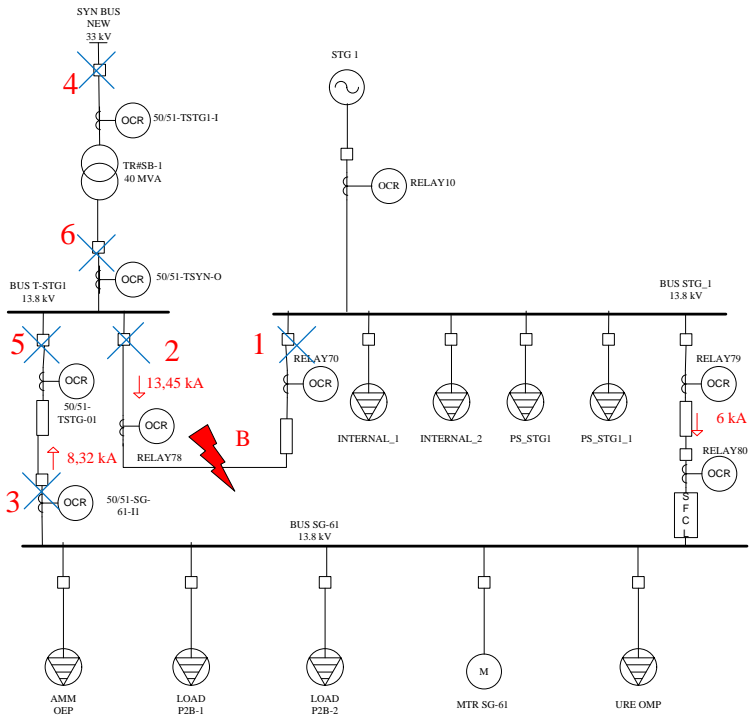 SYN BUS
NEW
33 kV
4
OCR
50/51-TSTG1-I
TR#SB-1
40 MVA
6
OCR
50/51-TSYN-O
STG 1
OCR
RELAY10
BUS T-STG1
13.8 kV
BUS STG_1
13.8 kV
5
2
1
RELAY70
OCR
RELAY79
OCR
OCR
50/51-
TSTG-01
13,45 kA
OCR
RELAY78
B
INTERNAL_1
INTERNAL_2
PS_STG1
PS_STG1_1
6 kA
RELAY80
OCR
8,32 kA
3
OCR
50/51-SG-
61-I1
SFCL
BUS SG-61
13.8 kV
M
AMM
OEP
LOAD
P2B-1
LOAD
P2B-2
MTR SG-61
URE OMP